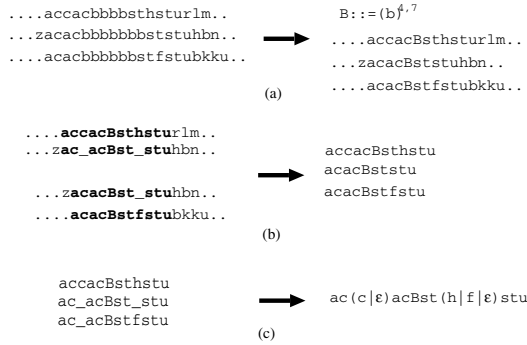 ....accacbbbbsthsturlm..
...zacacbbbbbbbststuhbn..
....acacbbbbbbstfstubkku..
B::=(b)^4,7
....accacBsthsturlm..
...zacacBststuhbn..
....acacBstfstubkku..
(a)
....accacBsthsturlm..
...zac_acBst_stuhbn..
...zacacBst_stuhbn..
....acacBstfstubkku..
accacBsthstu
acacBststu
acacBstfstu
(b)
accacBsthstu
ac_acBst_stu
ac_acBstfstu
ac(c|ε)acBst(h|f|ε)stu
(c)